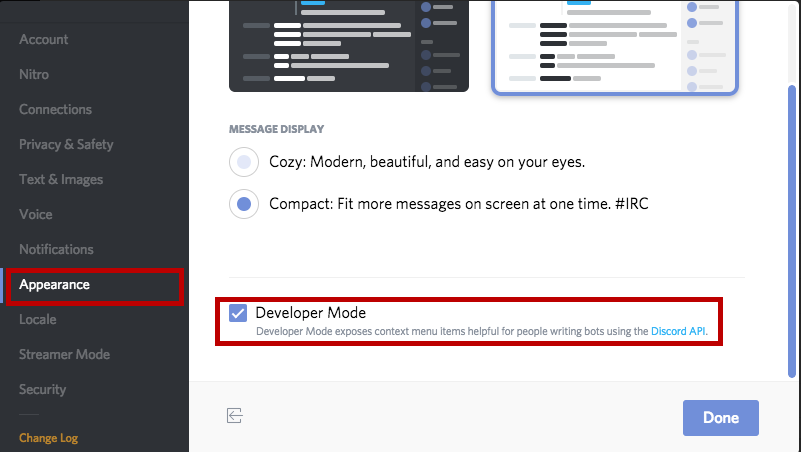 Account
Nitro
Connections
Privacy & Safety
Text & Images
Voice
Notifications
Appearance
Locale
Streamer Mode
Security
Change Log
MESSAGE DISPLAY
Cozy: Modern, beautiful, and easy on your eyes.
Compact: Fit more messages on screen at one time. #IRC
Developer Mode
Developer Mode exposes context menu items helpful for people writing bots using the Discord API.
Done